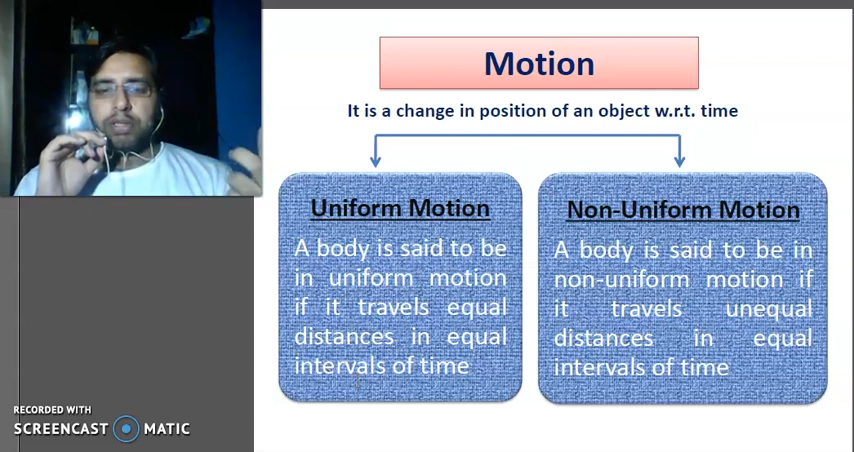 Motion
It is a change in position of an object w.r.t. time
Uniform Motion
A body is said to be
in uniform motion
if it travels equal
distances in equal
intervals of time
Non-Uniform Motion
A body is said to be in
non-uniform motion if
it travels unequal
distances in equal
intervals of time
RECORDED WITH
SCREENCAST MATIC